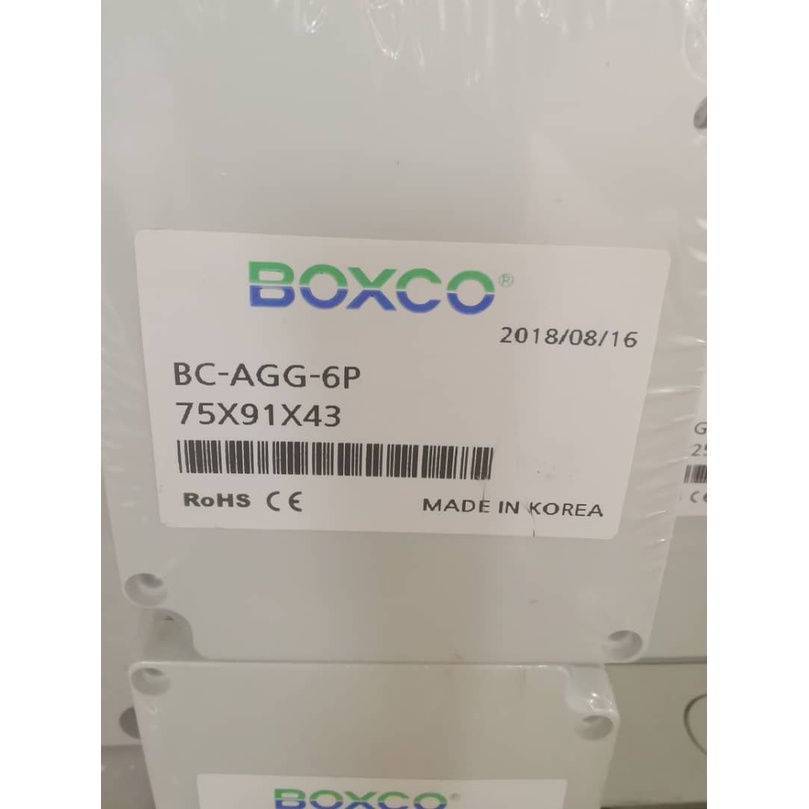 BOXCO®
2018/08/16
BC-AGG-6P
75X91X43
RoHS CE
MADE IN KOREA
BOXCO